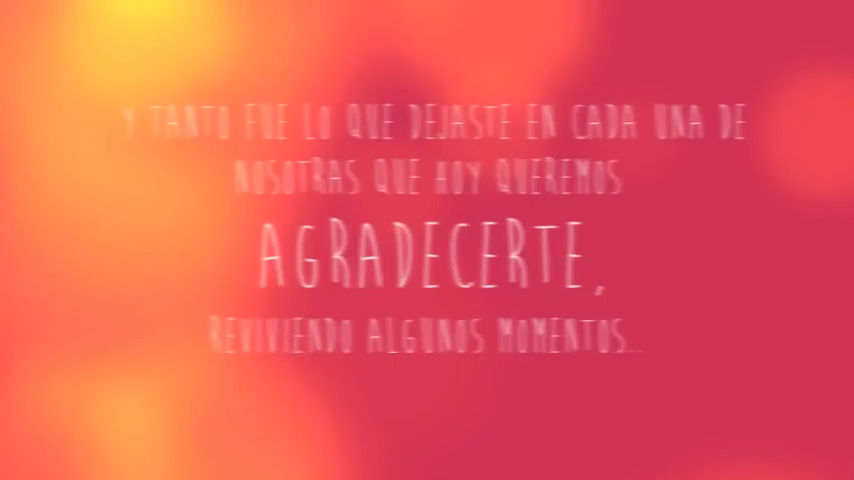 Y TANTO FUE LO QUE DEJASTE EN CADA UNA DE
NOSOTRAS QUE HOY QUEREMOS
AGRADECERTE,
REVIVIENDO ALGUNOS MOMENTOS...